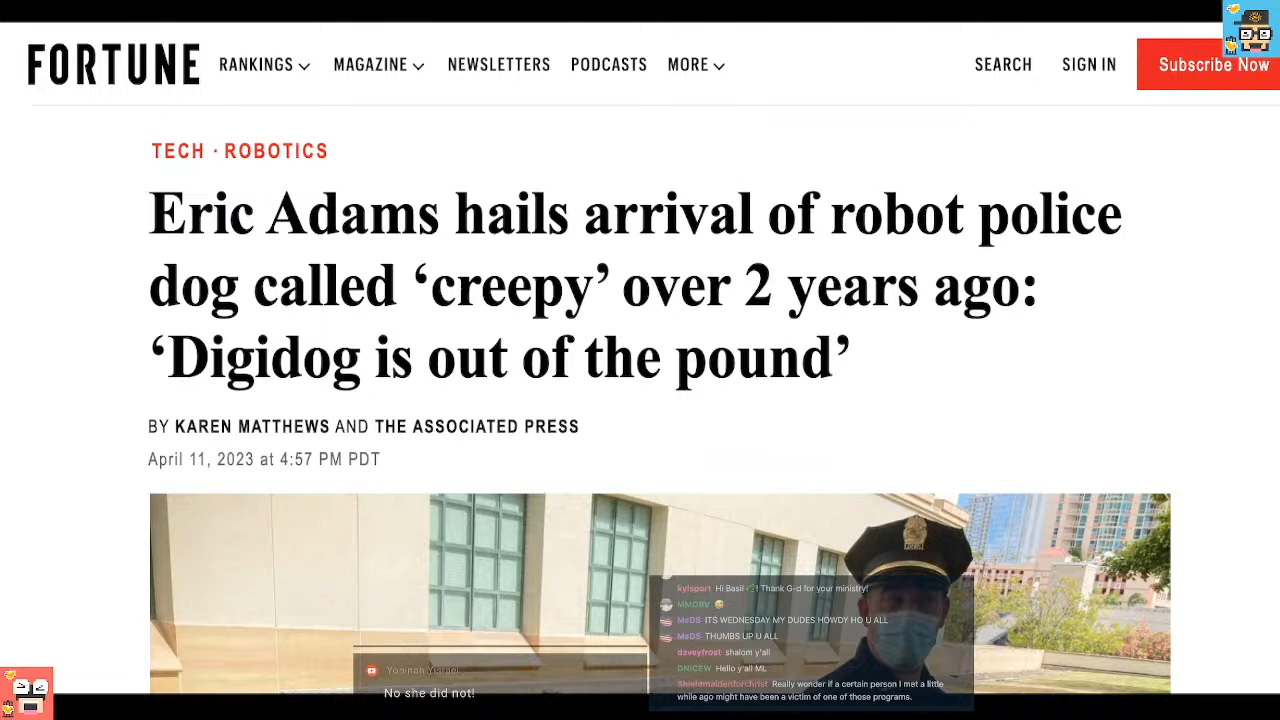 FORTUNE
RANKINGS
MAGAZINE
NEWSLETTERS
PODCASTS
MORE
SEARCH
SIGN IN
Subscribe Now
TECH · ROBOTICS
Eric Adams hails arrival of robot police
dog called ‘creepy’ over 2 years ago:
‘Digidog is out of the pound’
BY KAREN MATTHEWS AND THE ASSOCIATED PRESS
April 11, 2023 at 4:57 PM PDT
kylsport Hi Basil ! Thank G-d for your ministry!
MMORV
MsDS ITS WEDNESDAY MY DUDES HOWDY HO U ALL
MsDS THUMBS UP U ALL
daveyfrost shalom y'all
DNICEW Hello y'all ML
Shieldmaidenforchrist Really wonder if a certain person I met a little
while ago might have been a victim of one of those programs.
Yisrael
No she did not!